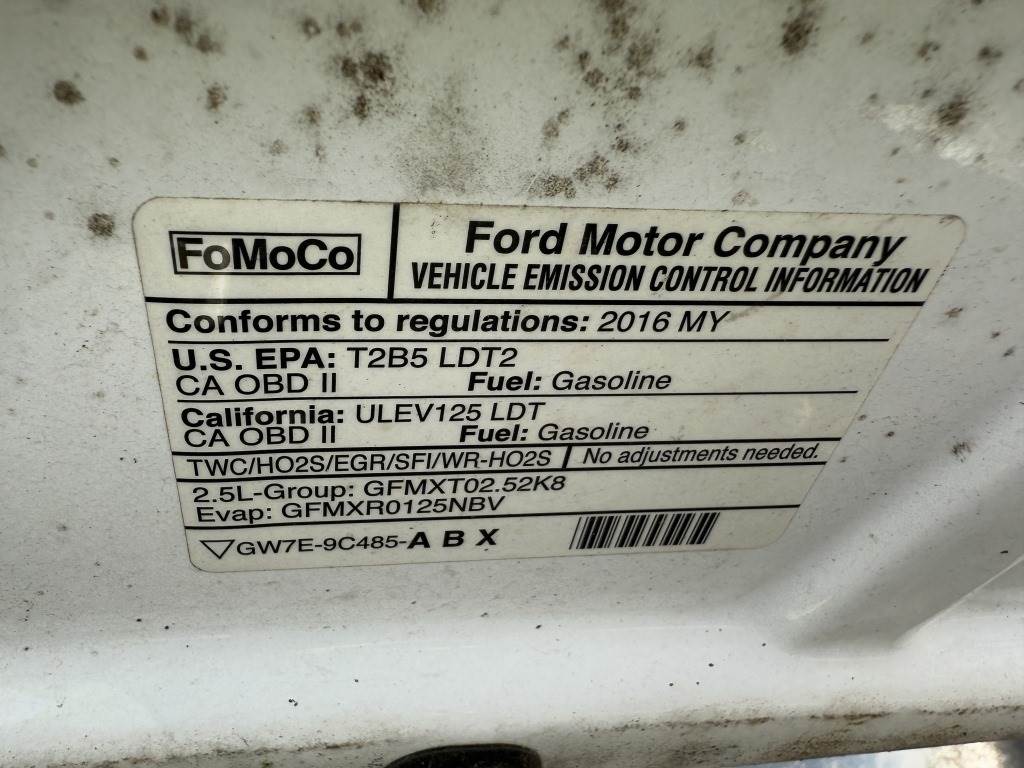 FoMoCo
Ford Motor Company
VEHICLE EMISSION CONTROL INFORMATION
Conforms to regulations: 2016 MY
U.S. EPA: T2B5 LDT2
CA OBD II Fuel: Gasoline
California: ULEV125 LDT
CA OBD II Fuel: Gasoline
TWC/HO2S/EGR/SFI/WR-HO2S No adjustments needed.
2.5L-Group: GFMXT02.52K8
Evap: GFMXR0125NBV
GW7E-9C485-A B X